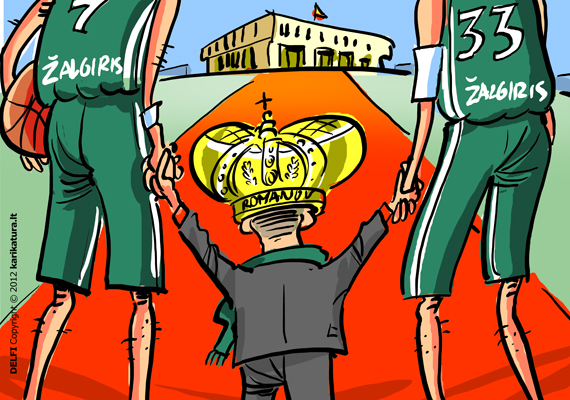 7
ŽALGIRIS
33
ŽALGIRIS
ROMANOV
DELFI Copyright © 2012 karikatura.lt